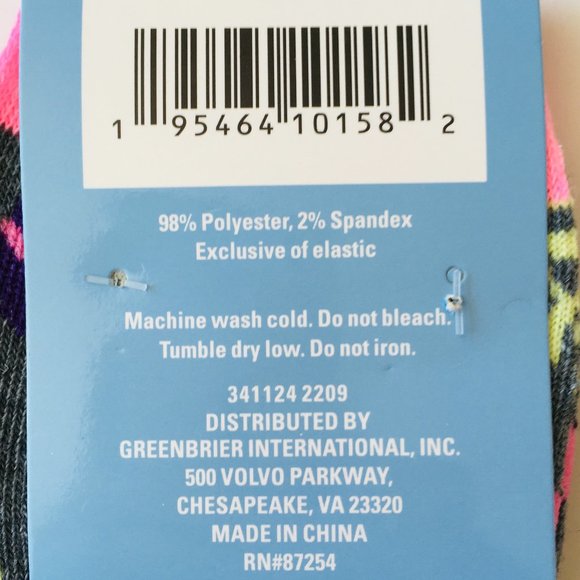 1 95464 10158 2
98% Polyester, 2% Spandex
Exclusive of elastic
Machine wash cold. Do not bleach.
Tumble dry low. Do not iron.
341124 2209
DISTRIBUTED BY
GREENBRIER INTERNATIONAL, INC.
500 VOLVO PARKWAY,
CHESAPEAKE, VA 23320
MADE IN CHINA
RN#87254